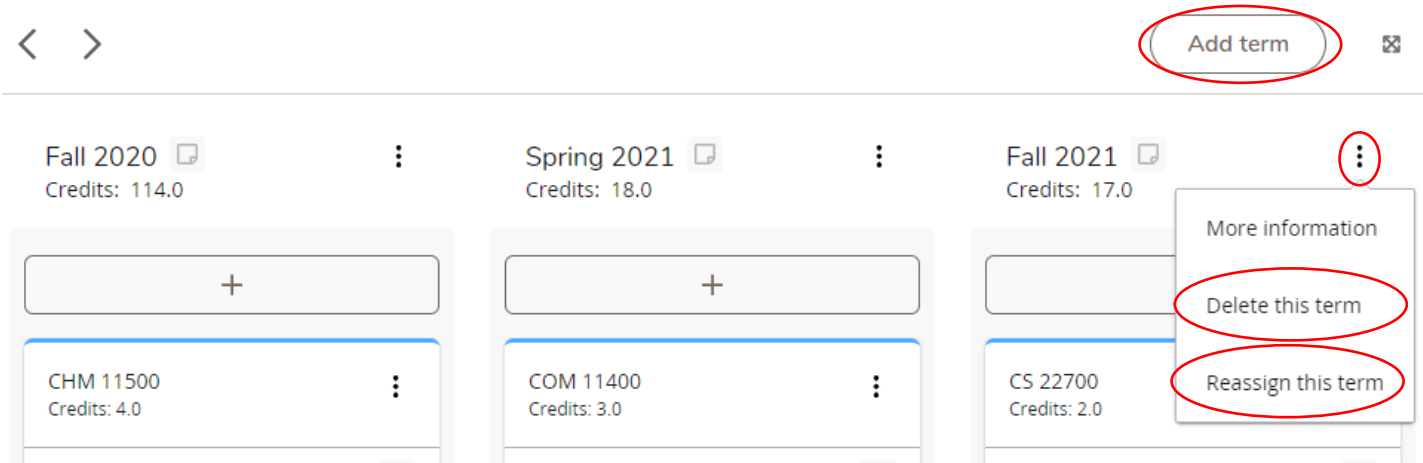 Add term
Fall 2020
Credits: 114.0
Spring 2021
Credits: 18.0
Fall 2021
Credits: 17.0
More information
Delete this term
Reassign this term
+
+
CHM 11500
Credits: 4.0
COM 11400
Credits: 3.0
CS 22700
Credits: 2.0